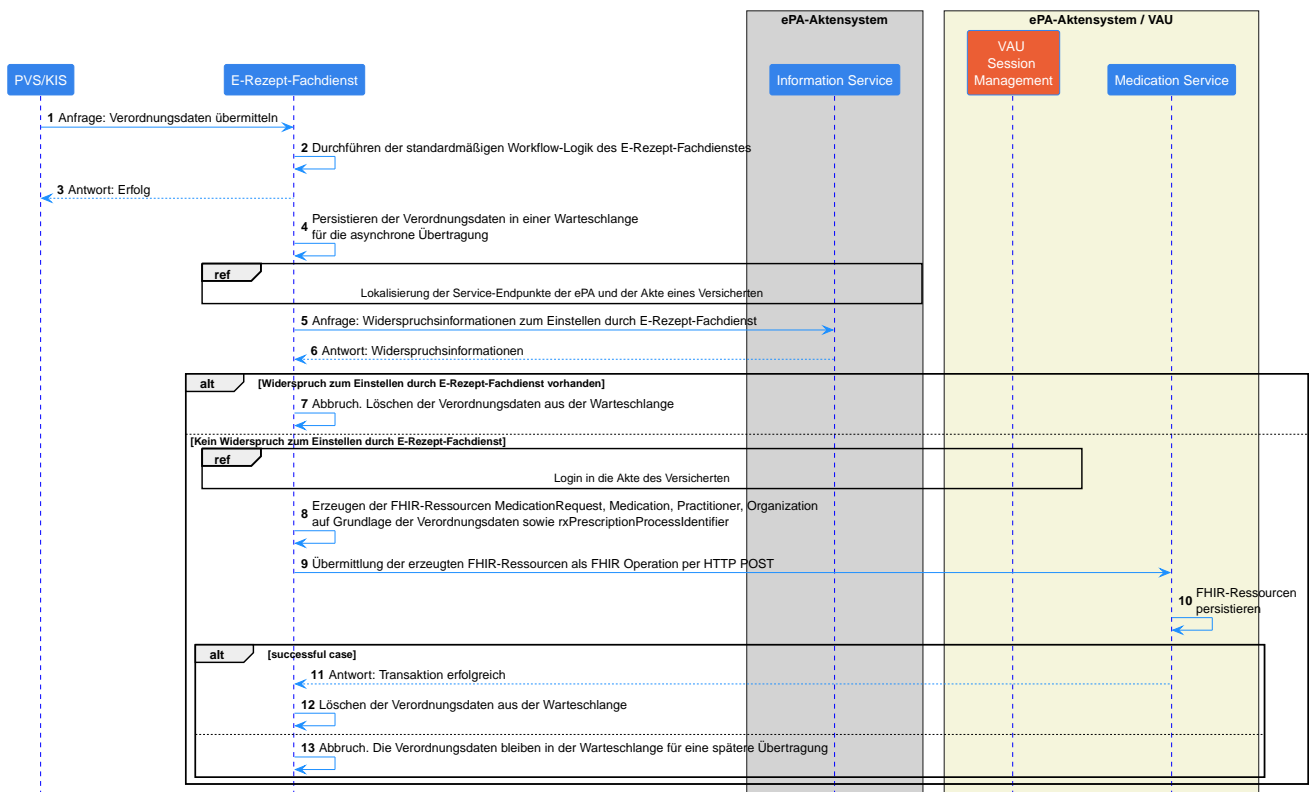 ePA-Aktensystem
ePA-Aktensystem / VAU
PVS/KIS
E-Rezept-Fachdienst
Information Service
VAU
Session
Management
Medication Service
1 Anfrage: Verordnungsdaten übermitteln
2 Durchführen der standardmäßigen Workflow-Logik des E-Rezept-Fachdienstes
3 Antwort: Erfolg
4 Persistieren der Verordnungsdaten in einer Warteschlange
für die asynchrone Übertragung
ref
Lokalisierung der Service-Endpunkte der ePA und der Akte eines Versicherten
5 Anfrage: Widerspruchsinformationen zum Einstellen durch E-Rezept-Fachdienst
6 Antwort: Widerspruchsinformationen
alt [Widerspruch zum Einstellen durch E-Rezept-Fachdienst vorhanden]
7 Abbruch. Löschen der Verordnungsdaten aus der Warteschlange
[Kein Widerspruch zum Einstellen durch E-Rezept-Fachdienst]
ref
Login in die Akte des Versicherten
8 Erzeugen der FHIR-Ressourcen MedicationRequest, Medication, Practitioner, Organization
auf Grundlage der Verordnungsdaten sowie rxPrescriptionProcessIdentifier
9 Übermittlung der erzeugten FHIR-Ressourcen als FHIR Operation per HTTP POST
10 FHIR-Ressourcen
persistieren
alt [successful case]
11 Antwort: Transaktion erfolgreich
12 Löschen der Verordnungsdaten aus der Warteschlange
13 Abbruch. Die Verordnungsdaten bleiben in der Warteschlange für eine spätere Übertragung